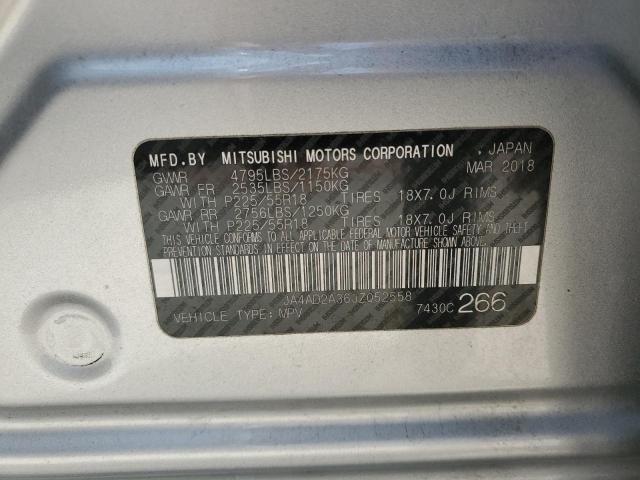 MFD.BY MITSUBISHI MOTORS CORPORATION . JAPAN
GVWR 4795LBS/2175KG MAR 2018
GAWR FR 2535LBS/1150KG
W P225/55R18 TIRES 18X7.0J RIMS
GAWR RR 2756LBS/1250KG
W P225/55R18 TIRES 18X7.0J RIMS
THIS VEHICLE CONFORMS TO ALL APPLICABLE FEDERAL MOTOR VEHICLE SAFETY, BUMPER, AND THEFT
PREVENTION STANDARDS IN EFFECT ON THE DATE OF MANUFACTURE SHOWN ABOVE.
JA4AD2A36JZ052558
VEHICLE TYPE: MPV 7430C 266